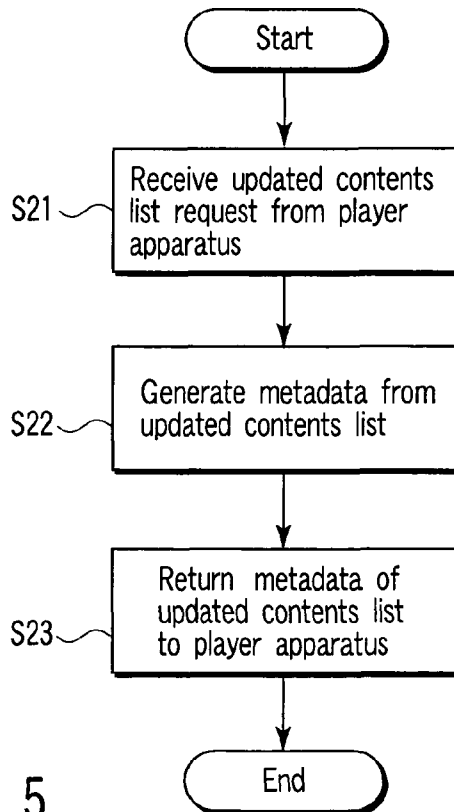 Start
S21
Receive updated contents
list request from player
apparatus
S22
Generate metadata from
updated contents list
S23
Return metadata of
updated contents list
to player apparatus
End
5